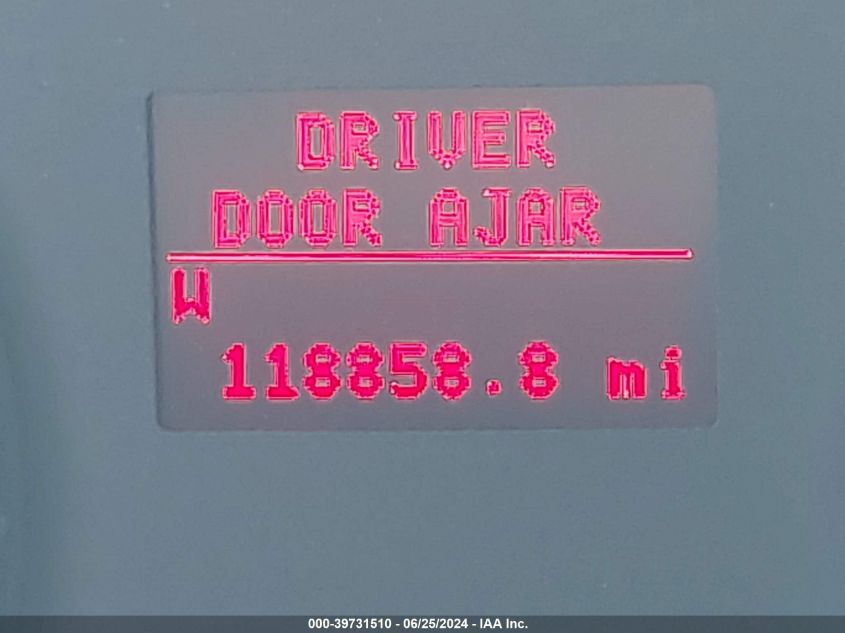 DRIVER
DOOR AJAR
W
118858.8 mi
000-39731510 - 06/25/2024 - IAA Inc.